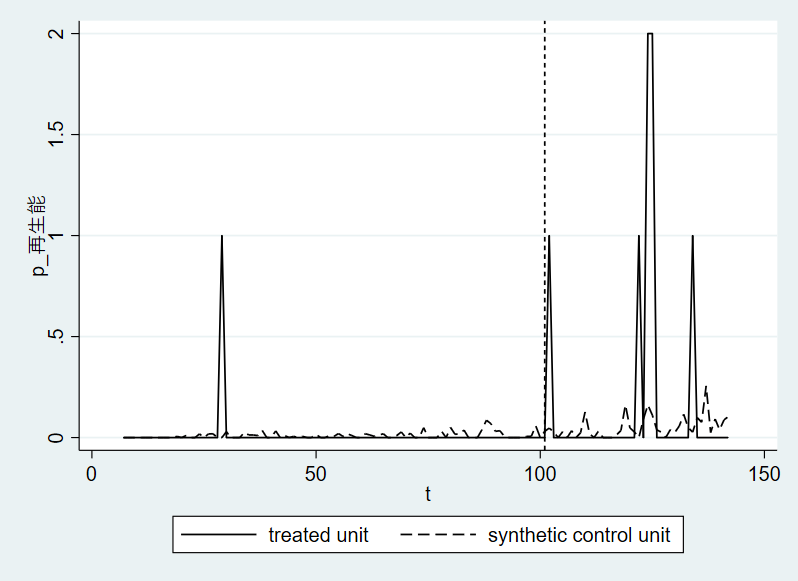 2
1.5
1
.5
0
p_再生能
0 50 100 150
t
treated unit synthetic control unit